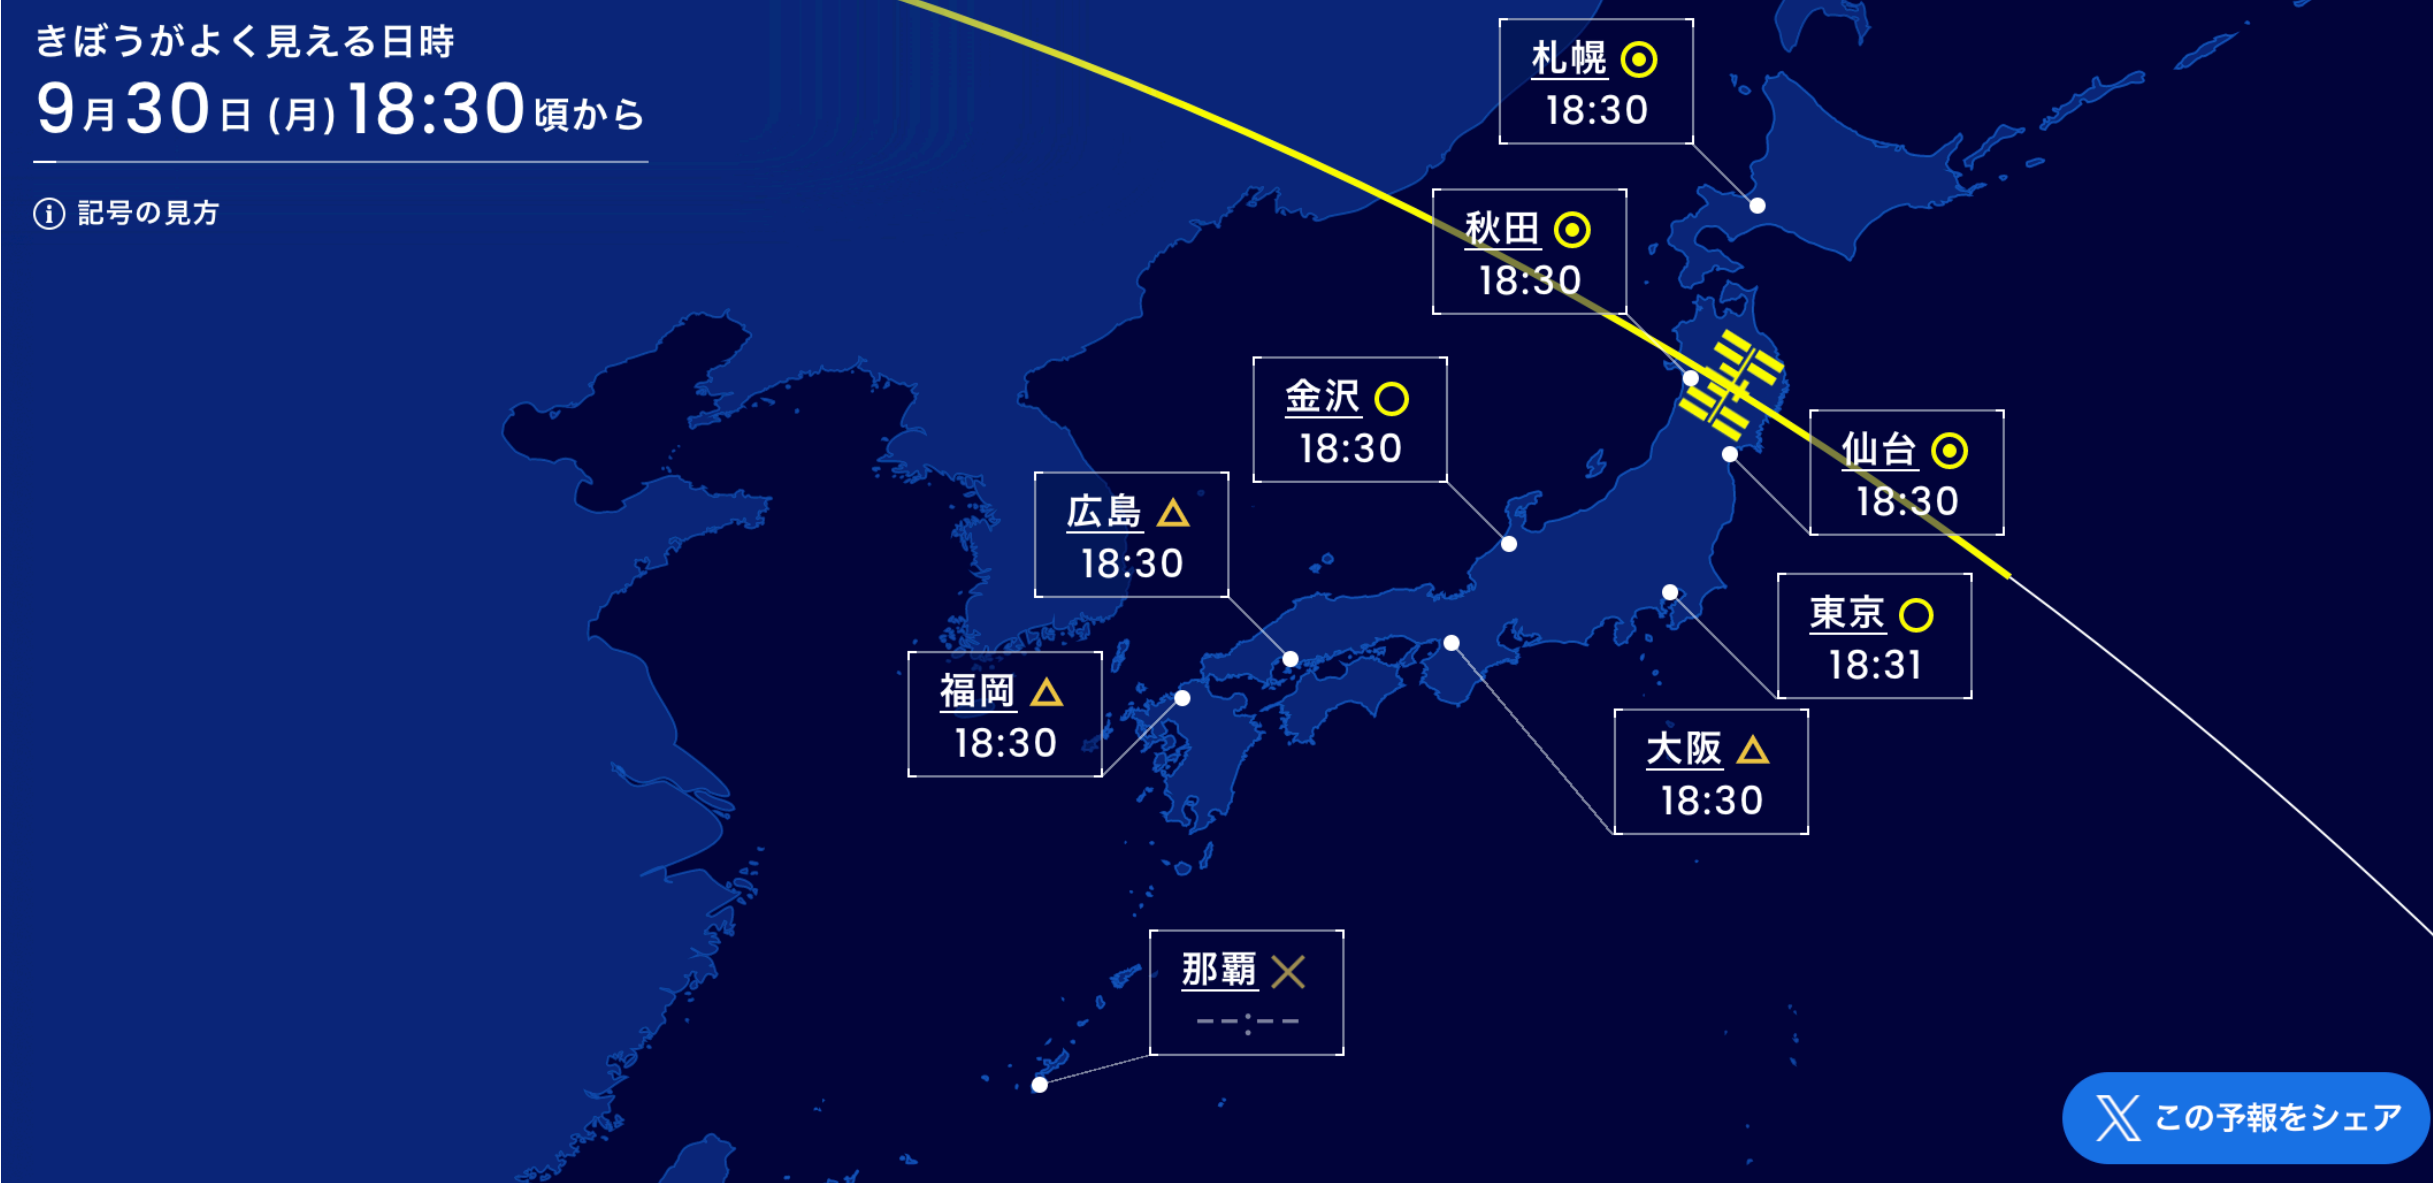 きぼうがよく見える日時
9月30日(月)18:30頃から
記号の見方
札幌
18:30
秋田
18:30
金沢
18:30
仙台
18:30
広島
18:30
東京
18:31
福岡
18:30
大阪
18:30
那覇
--:--
この予報をシェア